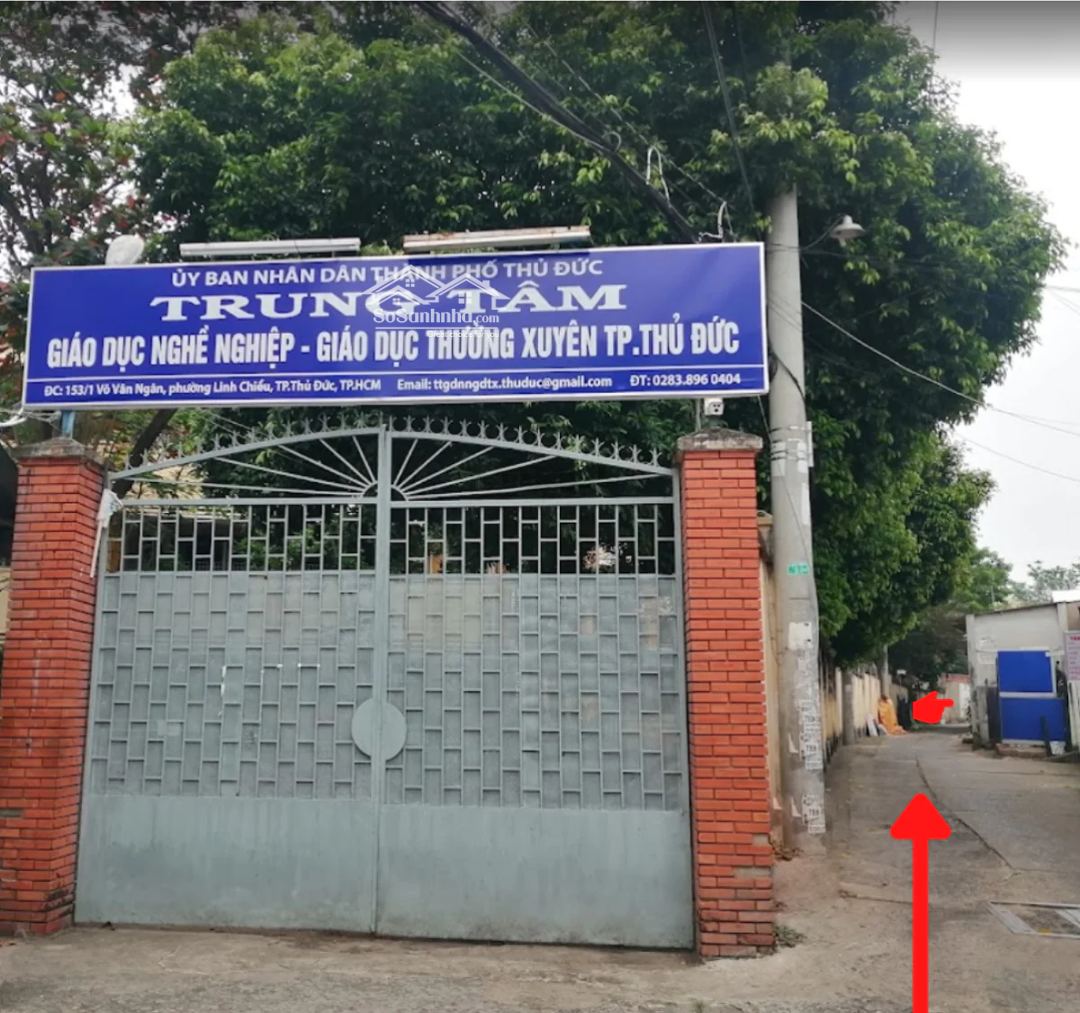 ỦY BAN NHÂN DÂN THÀNH PHỐ THỦ ĐỨC
TRUNG TÂM
SoSanhnha.com
GIÁO DỤC NGHỀ NGHIỆP - GIÁO DỤC THƯỜNG XUYÊN TP.THỦ ĐỨC
ĐC: 153/1 Võ Văn Ngân, phường Linh Chiểu, TP.Thủ Đức, TP.HCM Email: ttgdnngdtx.thuduc@gmail.com ĐT: 0283.896 0404